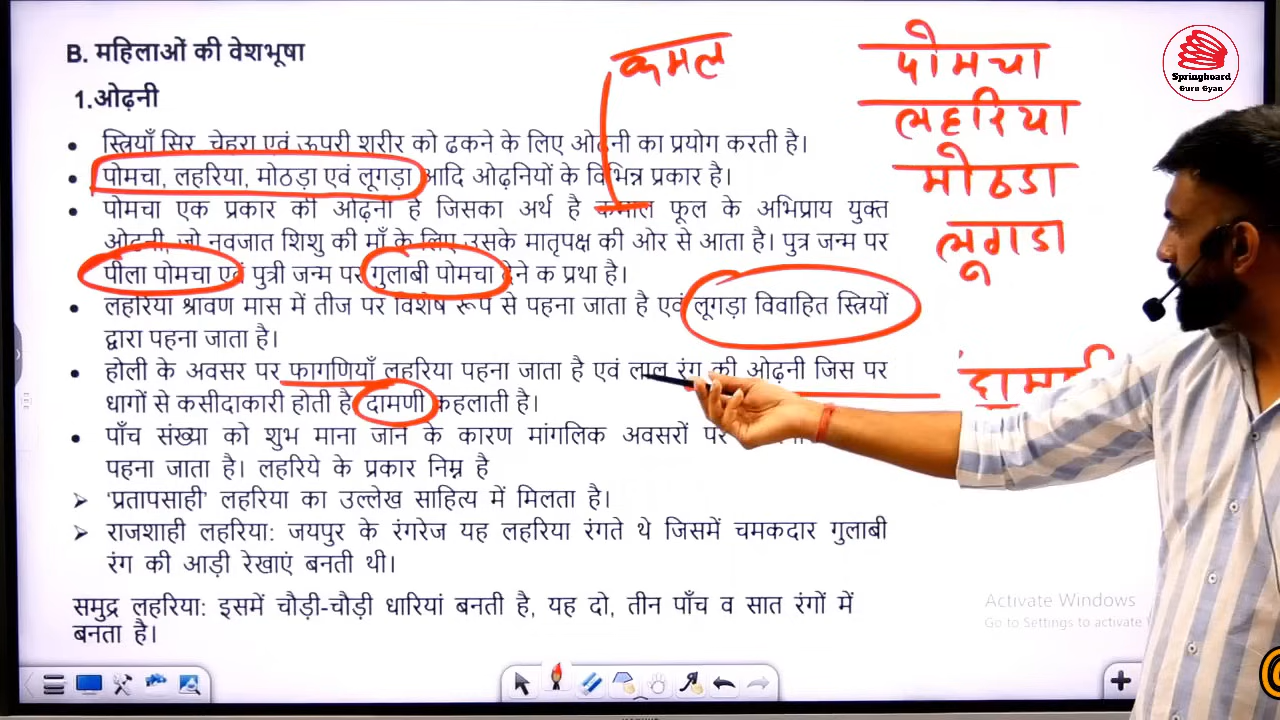 B. महिलाओं की वेशभूषा
1.ओढ़नी
• स्त्रियाँ सिर, चेहरा एवं ऊपरी शरीर को ढकने के लिए ओढ़नी का प्रयोग करती है।
• पोमचा, लहरिया, मोठड़ा एवं लूगड़ा आदि ओढ़नियों के विभिन्न प्रकार है।
• पोमचा एक प्रकार की ओढ़नी है जिसका अर्थ है कमल फूल के अभिप्राय युक्त
ओढ़नी, जो नवजात शिशु की माँ के लिए उसके मातृपक्ष की ओर से आता है। पुत्र जन्म पर
पीला पोमचा एवं पुत्री जन्म पर गुलाबी पोमचा देने क प्रथा है।
• लहरिया श्रावण मास में तीज पर विशेष रूप से पहना जाता है एवं लूगड़ा विवाहित स्त्रियों
द्वारा पहना जाता है।
• होली के अवसर पर फागणियाँ लहरिया पहना जाता है एवं लाल रंग की ओढ़नी जिस पर
धागों से कसीदाकारी होती है दामणी कहलाती है।
• पाँच संख्या को शुभ माना जाने के कारण मांगलिक अवसरों पर
पहना जाता है। लहरिये के प्रकार निम्न है
➤ 'प्रतापसाही' लहरिया का उल्लेख साहित्य में मिलता है।
➤ राजशाही लहरिया: जयपुर के रंगरेज यह लहरिया रंगते थे जिसमें चमकदार गुलाबी
रंग की आड़ी रेखाएं बनती थी।
समुद्र लहरिया: इसमें चौड़ी-चौड़ी धारियां बनती है, यह दो, तीन पाँच व सात रंगों में
बनता है।
कमल
पोमचा
लहरिया
मोठडा
लूगडा
Springboard
Guru Gyan
Activate Windows
Go to Settings to activate